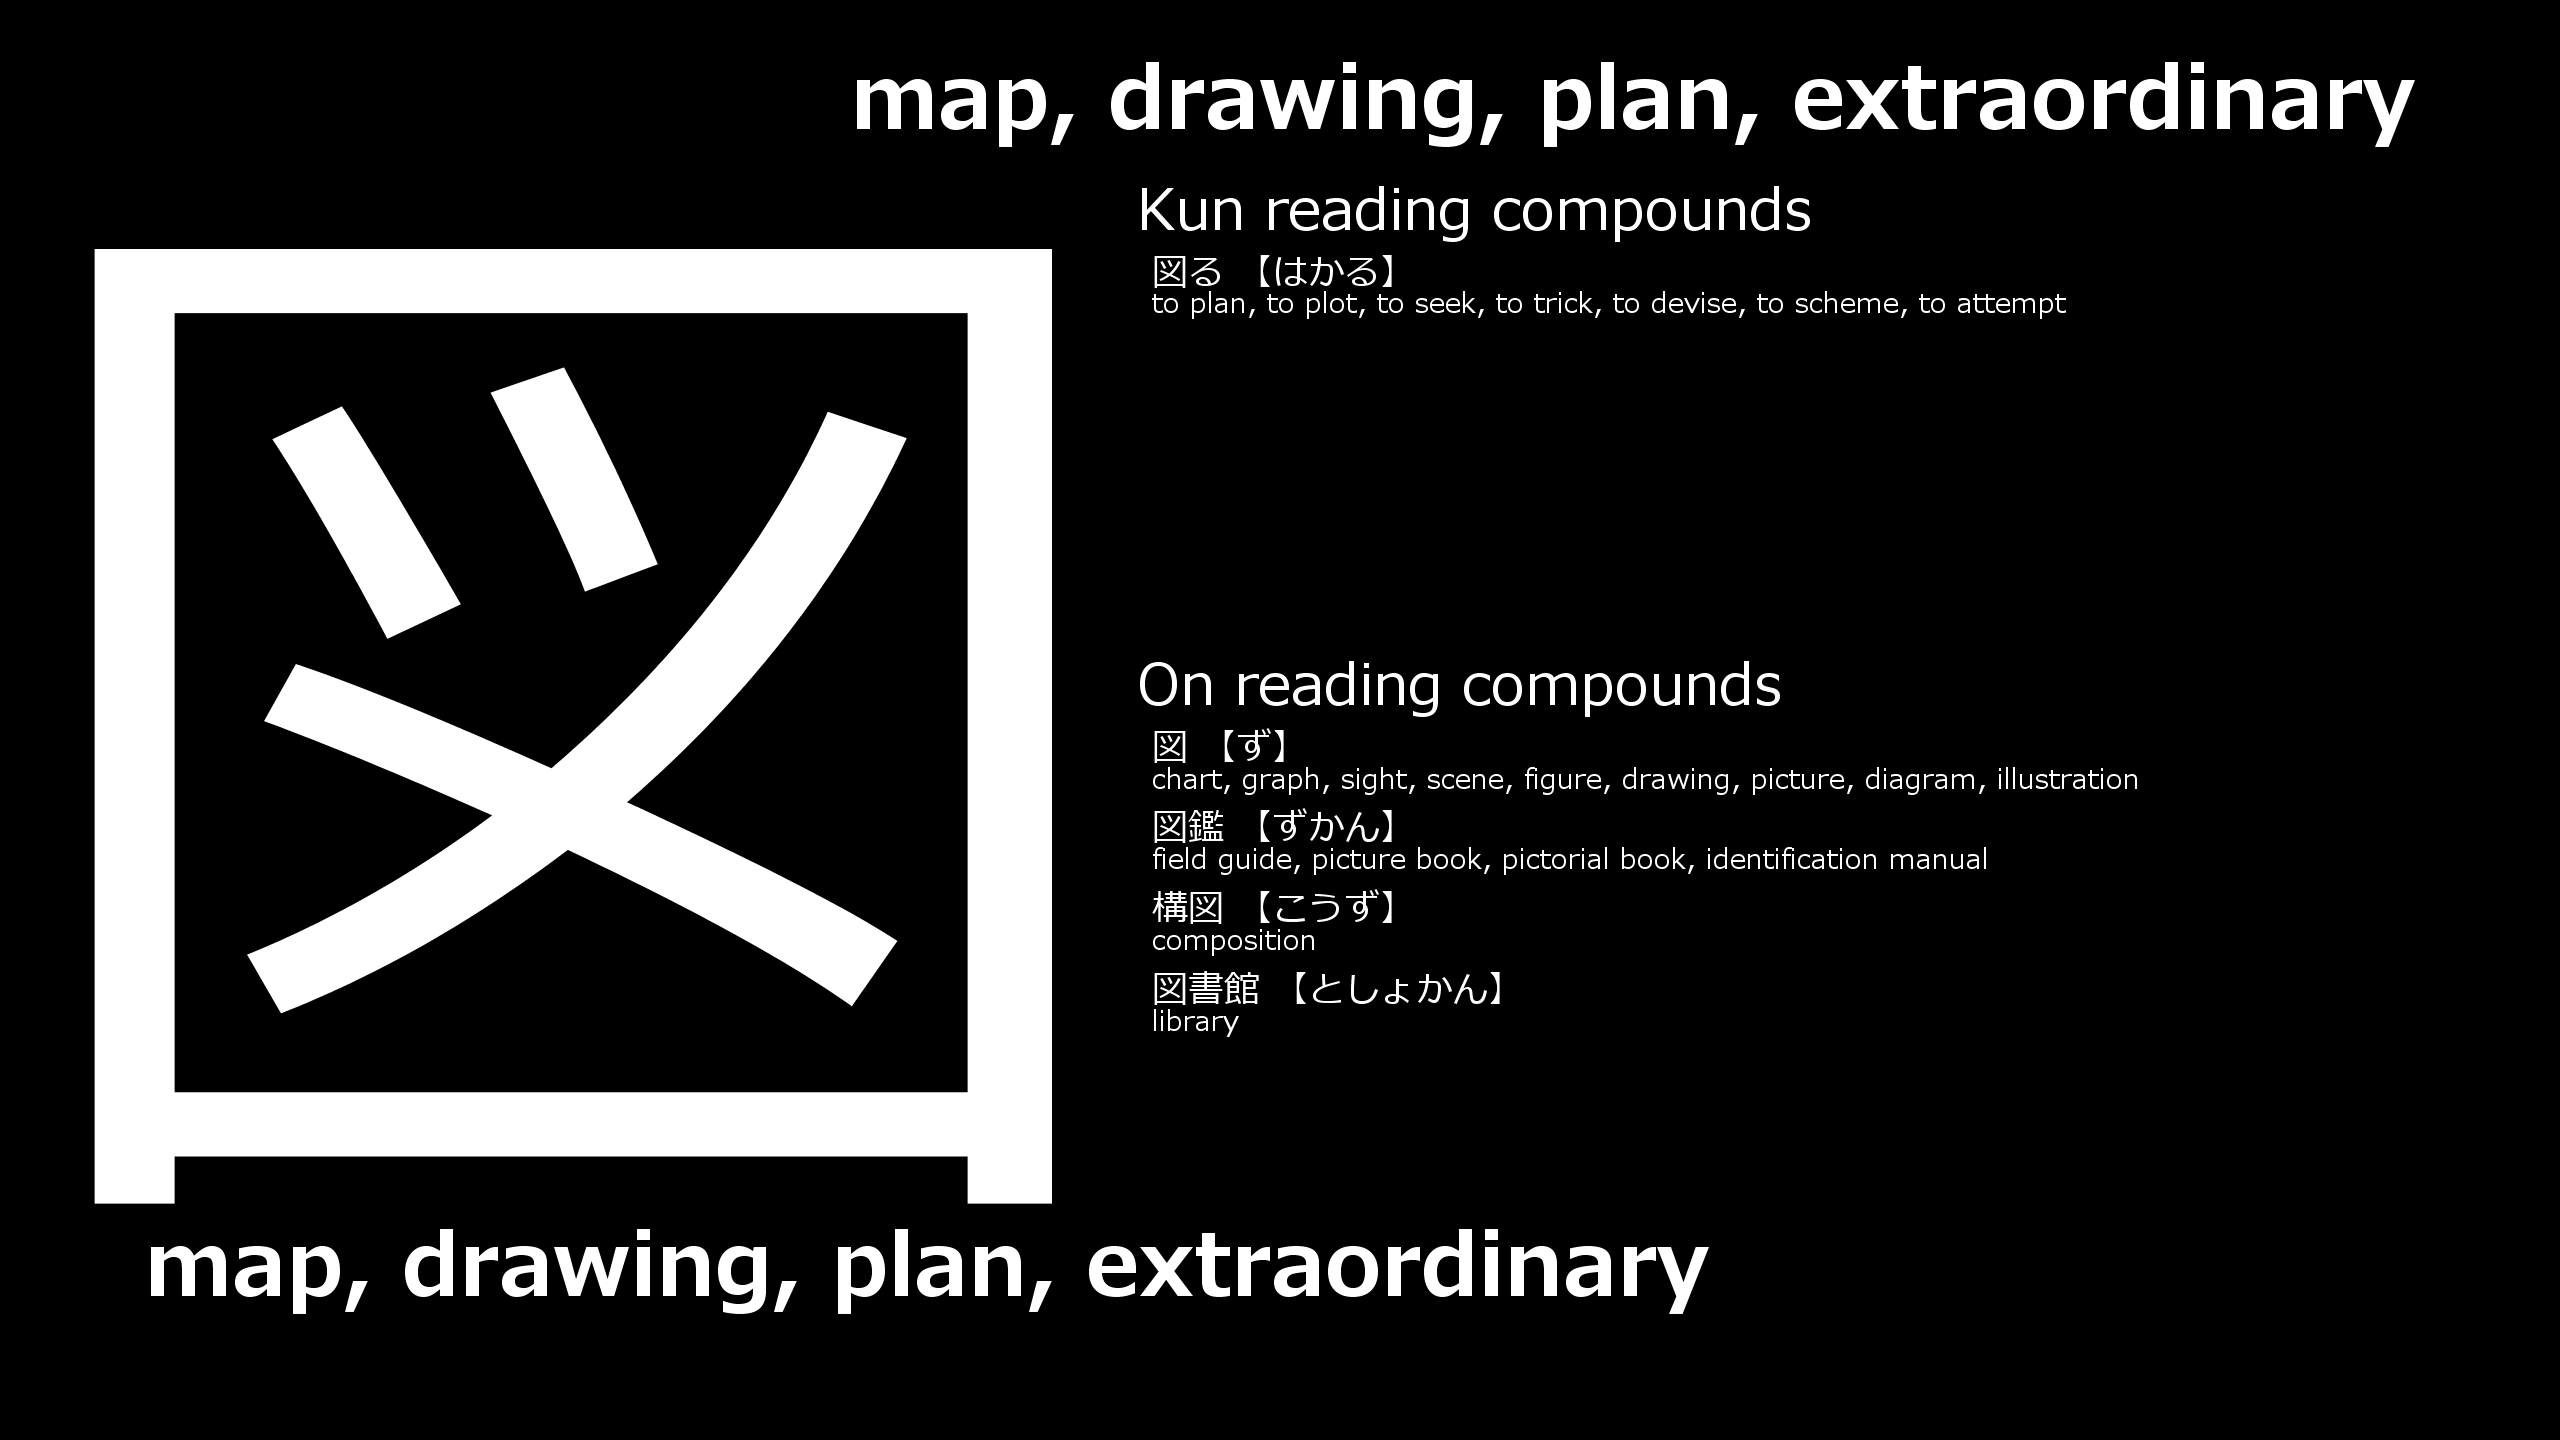 map, drawing, plan, extraordinary
図
Kun reading compounds
図る 【はかる】
to plan, to plot, to seek, to trick, to devise, to scheme, to attempt
On reading compounds
図 【ず】
chart, graph, sight, scene, figure, drawing, picture, diagram, illustration
図鑑 【ずかん】
field guide, picture book, pictorial book, identification manual
構図 【こうず】
composition
図書館 【としょかん】
library
map, drawing, plan, extraordinary